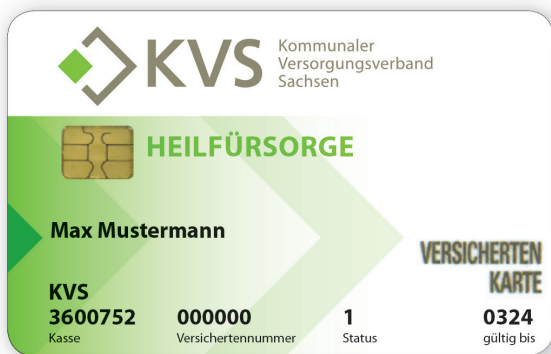 KVS
Kommunaler
Versorgungsverband
Sachsen
HEILFÜRSORGE
Max Mustermann
VERSICHERTEN
KARTE
KVS
3600752 000000 1 0324
Kasse Versichertennummer Status gültig bis